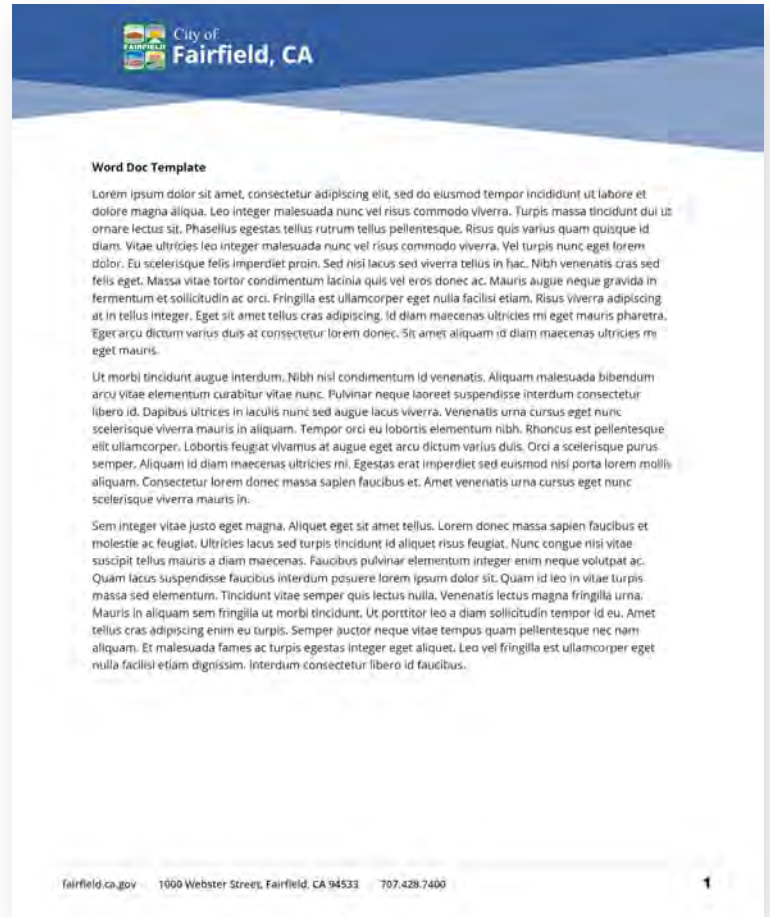 City of
FAIRFIELD
Fairfield, CA
Word Doc Template
Lorem ipsum dolor sit amet, consectetur adipiscing elit, sed do eiusmod tempor incididunt ut labore et
dolore magna aliqua. Leo integer malesuada nunc vel risus commodo viverra. Turpis massa tincidunt dui ut
ornare lectus sit. Phasellus egestas tellus rutrum tellus pellentesque. Risus quis varius quam quisque id
diam. Vitae ultricies leo integer malesuada nunc vel risus commodo viverra. Vel turpis nunc eget lorem
dolor. Eu scelerisque felis imperdiet proin. Sed nisi lacus sed viverra tellus in hac. Nibh venenatis cras sed
felis eget. Massa vitae tortor condimentum lacinia quis vel eros donec ac. Mauris augue neque gravida in
fermentum et sollicitudin ac orci. Fringilla est ullamcorper eget nulla facilisi etiam. Risus viverra adipiscing
at in tellus integer. Eget sit amet tellus cras adipiscing. Id diam maecenas ultricies mi eget mauris pharetra.
Eget arcu dictum varius duis at consectetur lorem donec. Sit amet aliquam id diam maecenas ultricies mi
eget mauris.
Ut morbi tincidunt augue interdum. Nibh nisl condimentum id venenatis. Aliquam malesuada bibendum
arcu vitae elementum curabitur vitae nunc. Pulvinar neque laoreet suspendisse interdum consectetur
libero id. Dapibus ultrices in iaculis nunc sed augue lacus viverra. Venenatis urna cursus eget nunc
scelerisque viverra mauris in aliquam. Tempor orci eu lobortis elementum nibh. Rhoncus est pellentesque
elit ullamcorper. Lobortis feugiat vivamus at augue eget arcu dictum varius duis. Orci a scelerisque purus
semper. Aliquam id diam maecenas ultricies mi. Egestas erat imperdiet sed euismod nisi porta lorem mollis
aliquam. Consectetur lorem donec massa sapien faucibus et. Amet venenatis urna cursus eget nunc
scelerisque viverra mauris in.
Sem integer vitae justo eget magna. Aliquet eget sit amet tellus. Lorem donec massa sapien faucibus et
molestie ac feugiat. Ultricies lacus sed turpis tincidunt id aliquet risus feugiat. Nunc congue nisi vitae
suscipit tellus mauris a diam maecenas. Faucibus pulvinar elementum integer enim neque volutpat ac.
Quam lacus suspendisse faucibus interdum posuere lorem ipsum dolor sit. Quam id leo in vitae turpis
massa sed elementum. Tincidunt vitae semper quis lectus nulla. Venenatis lectus magna fringilla urna.
Mauris in aliquam sem fringilla ut morbi tincidunt. Ut porttitor leo a diam sollicitudin tempor id eu. Amet
tellus cras adipiscing enim eu turpis. Semper auctor neque vitae tempus quam pellentesque nec nam
aliquam. Et malesuada fames ac turpis egestas integer eget aliquet. Leo vel fringilla est ullamcorper eget
nulla facilisi etiam dignissim. Interdum consectetur libero id faucibus.
fairfield.ca.gov 1000 Webster Street, Fairfield, CA 94533 707.428.7400 1